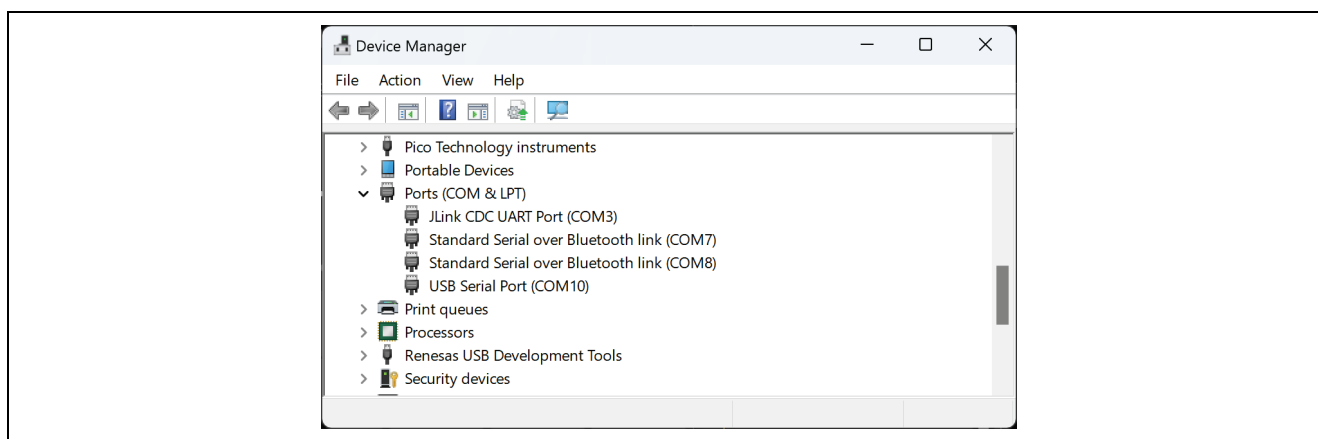 Device Manager
File Action View Help
Pico Technology instruments
Portable Devices
Ports (COM & LPT)
JLink CDC UART Port (COM3)
Standard Serial over Bluetooth link (COM7)
Standard Serial over Bluetooth link (COM8)
USB Serial Port (COM10)
Print queues
Processors
Renesas USB Development Tools
Security devices